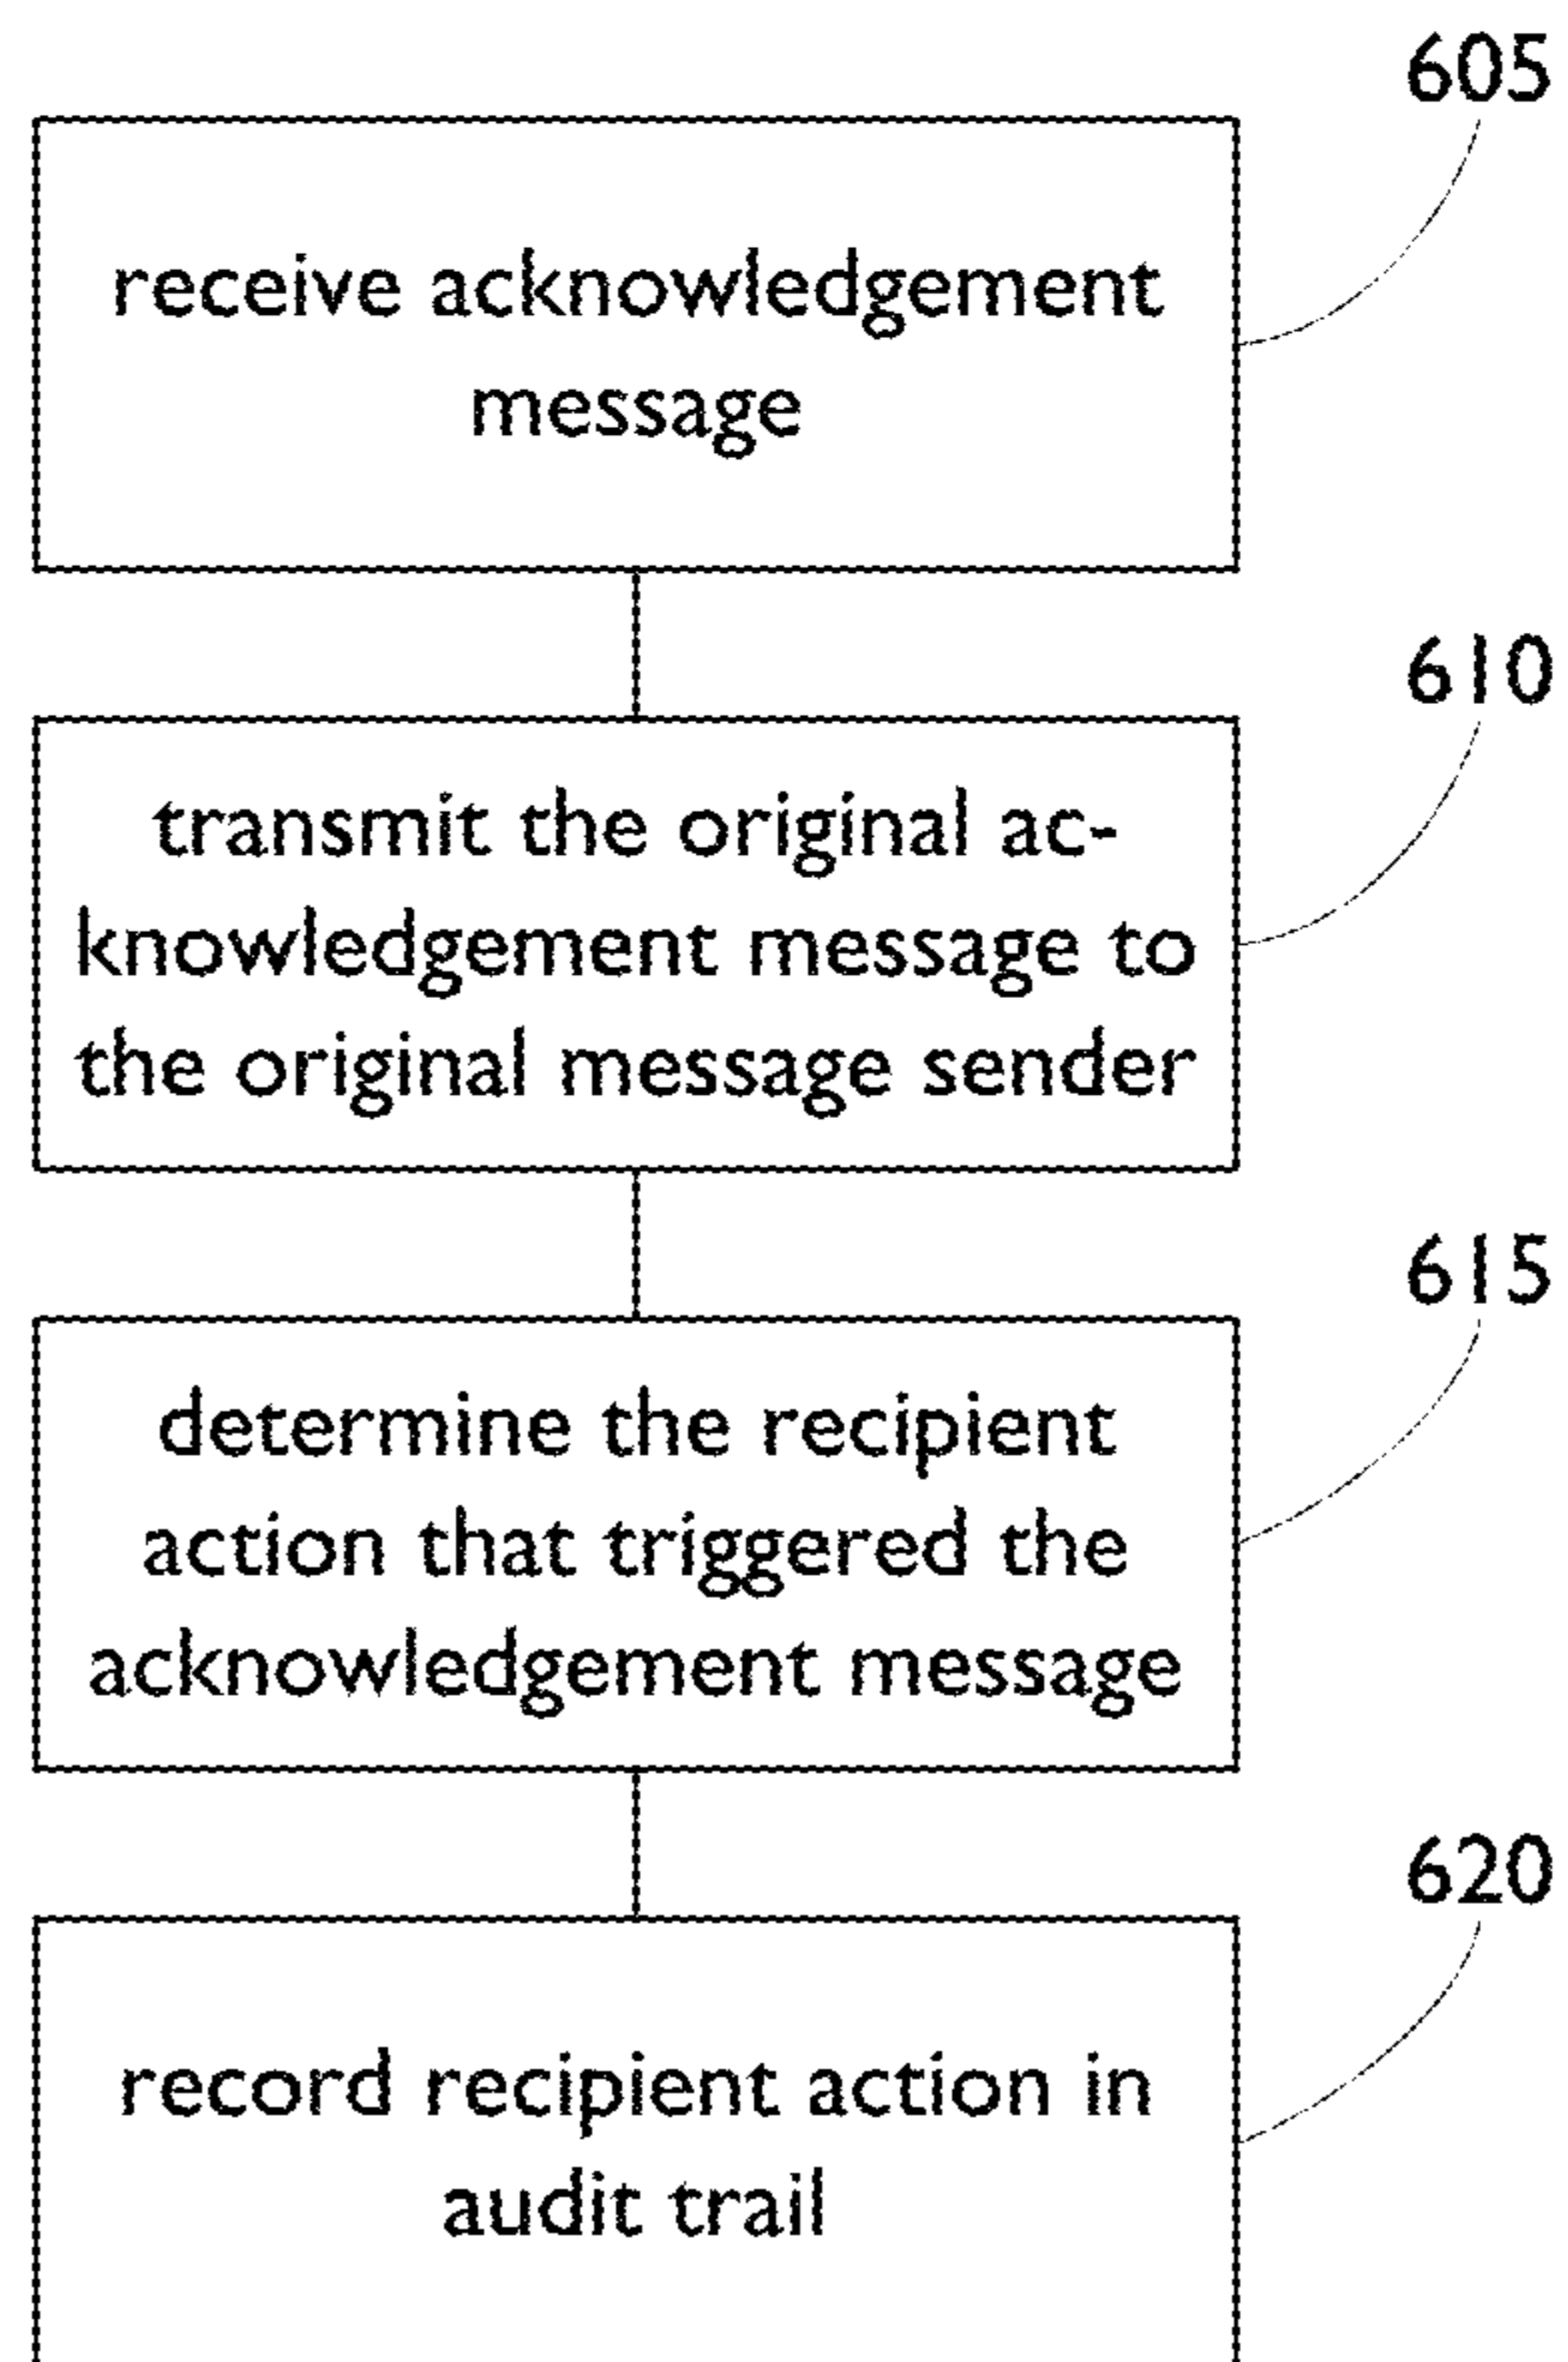 605
receive acknowledgement
message
610
transmit the original ac-
knowledgement message to
the original message sender
615
determine the recipient
action that triggered the
acknowledgement message
620
record recipient action in
audit trail